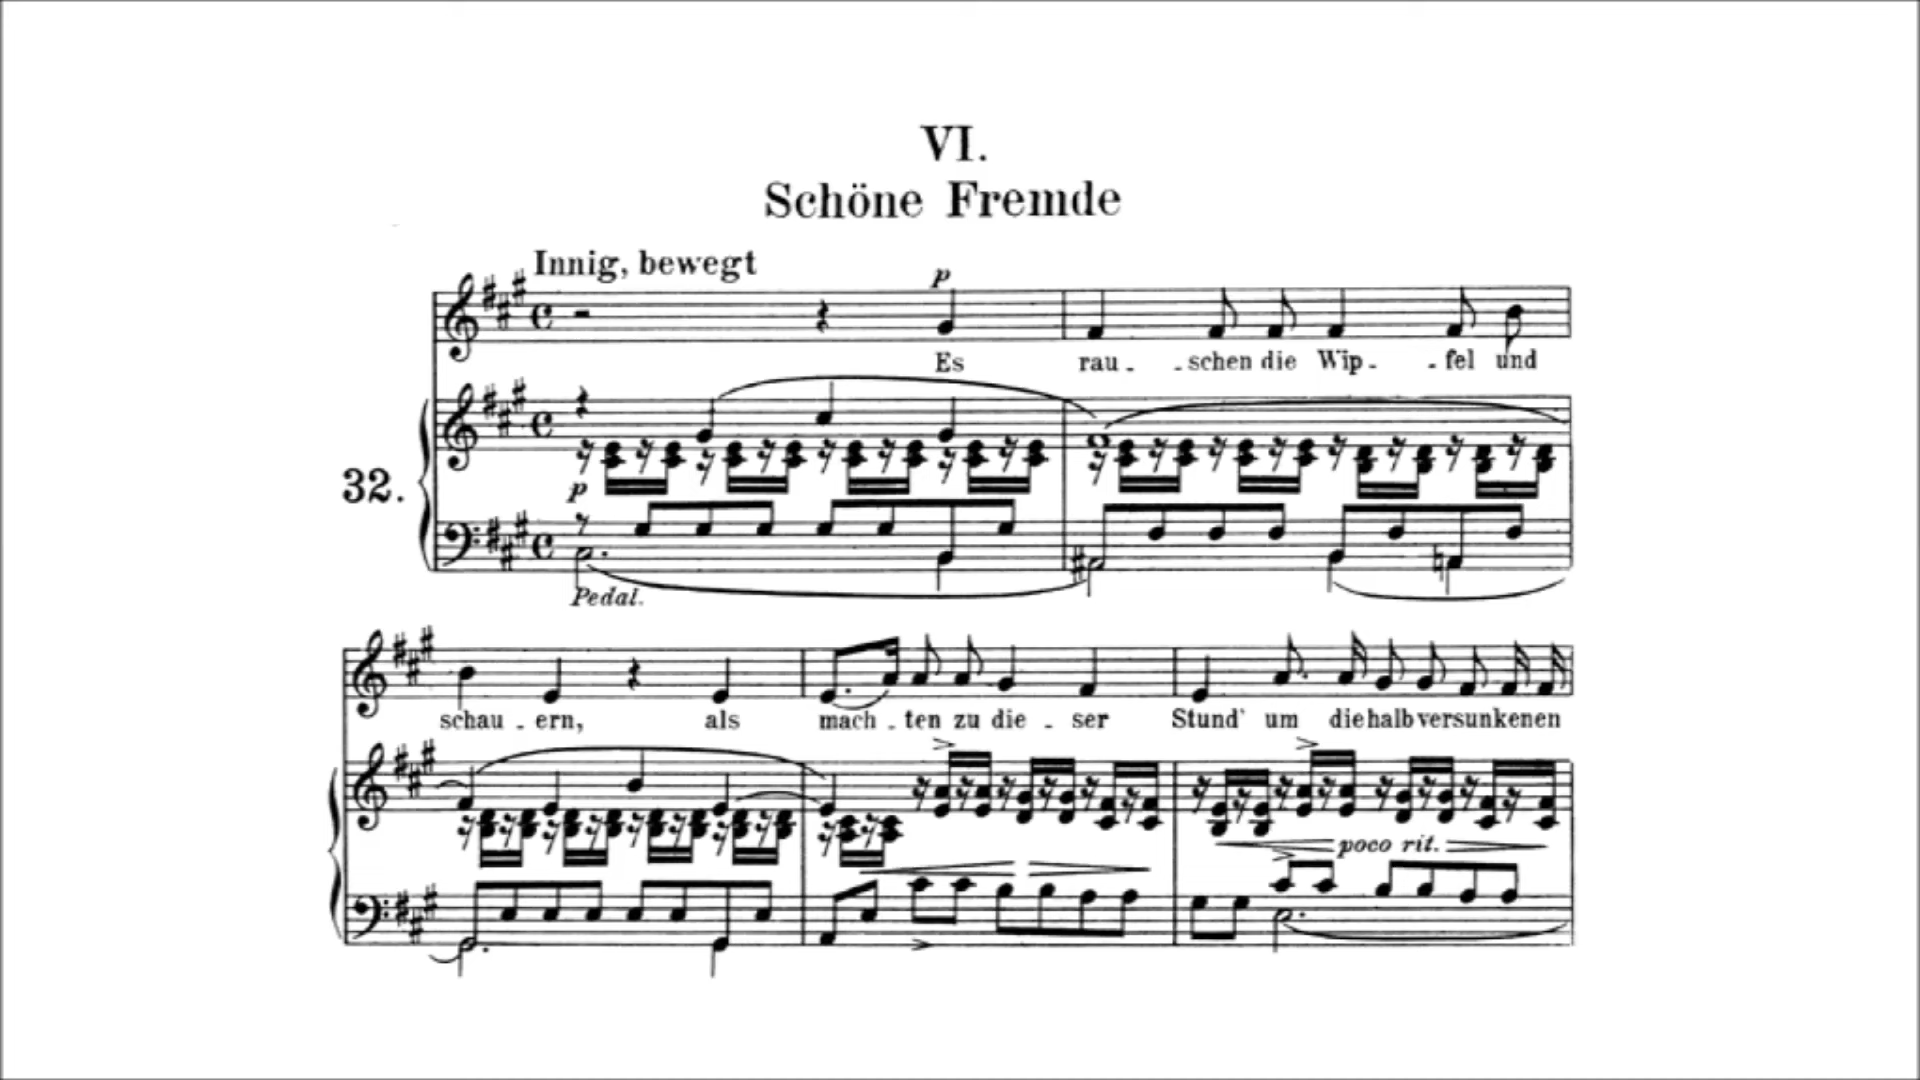 VI.
Schöne Fremde
Innig, bewegt
p
Es rau - - schen die Wip - - fel und
32.
p
Pedal.
schau - ern, als mach - ten zu die - ser Stund' um die halb versunkenen
poco rit.